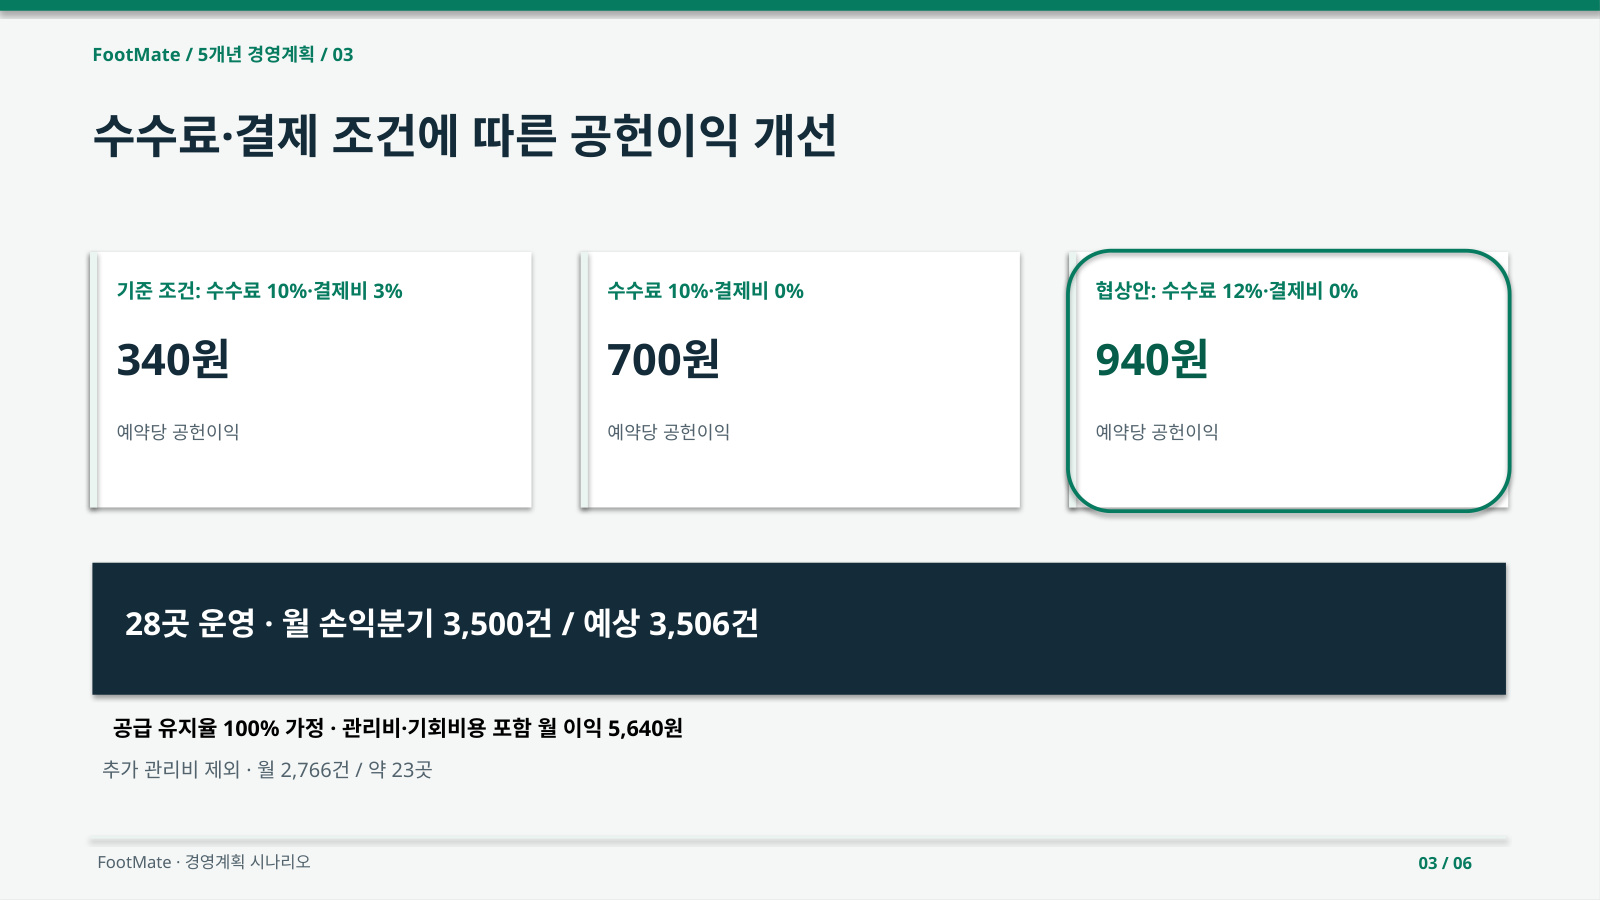 FootMate / 5개년 경영계획 / 03
수수료·결제 조건에 따른 공헌이익 개선
기준 조건: 수수료 10%·결제비 3%
340원
예약당 공헌이익
수수료 10%·결제비 0%
700원
예약당 공헌이익
협상안: 수수료 12%·결제비 0%
940원
예약당 공헌이익
28곳 운영 · 월 손익분기 3,500건 / 예상 3,506건
공급 유지율 100% 가정 · 관리비·기회비용 포함 월 이익 5,640원
추가 관리비 제외 · 월 2,766건 / 약 23곳
FootMate · 경영계획 시나리오
03 / 06